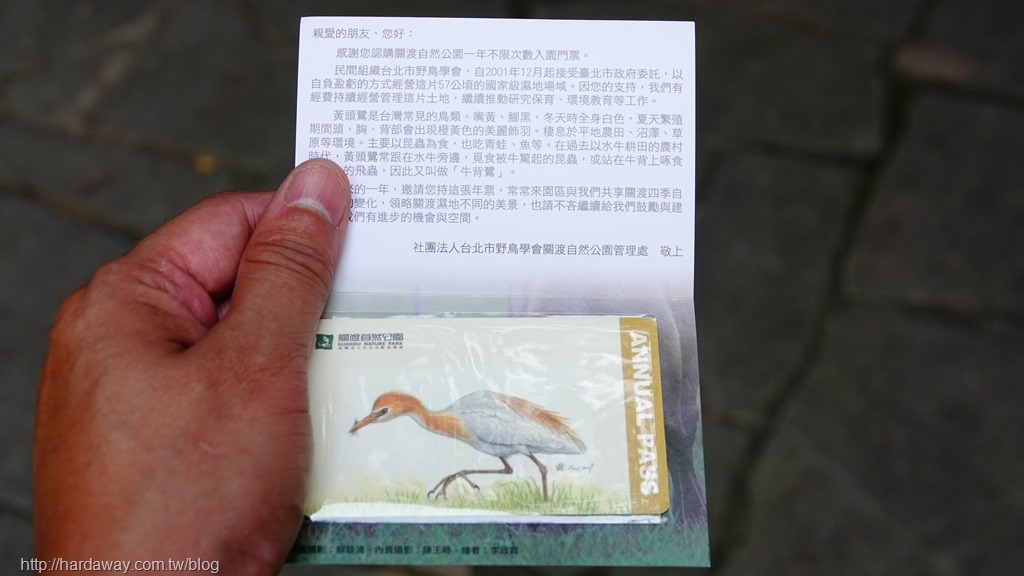 親愛的朋友，您好：
感謝您認購關渡自然公園一年不限次數入園門票。
民間組織台北市野鳥學會，自2001年12月起接受臺北市政府委託，以
自負盈虧的方式經營這片57公頃的國家級濕地場域。因您的支持，我們有
經費持續經營管理這片土地，繼續推動研究保育、環境教育等工作。
黃頭鷺是台灣常見的鳥類。嘴黃、腳黑，冬天時全身白色，夏天繁殖
期間頭、胸、背部會出現橙黃色的美麗飾羽。棲息於平地農田、沼澤、草
原等環境。主要以昆蟲為食，也吃青蛙、魚等。在過去以水牛耕田的農村
時代，黃頭鷺常跟在水牛旁邊，覓食被牛驚起的昆蟲，或站在牛背上啄食
的飛蟲，因此又叫做「牛背鷺」。
的一年，邀請您持這張年票，常常來園區與我們共享關渡四季自
變化，領略關渡濕地不同的美景，也請不吝繼續給我們鼓勵與建
我們有進步的機會與空間。
社團法人台北市野鳥學會關渡自然公園管理處　敬上
關渡自然公園
GUANDU NATURE PARK
ANNUAL PASS
內頁攝影：陳王時・繪者：李政霖
http://hardaway.com.tw/blog